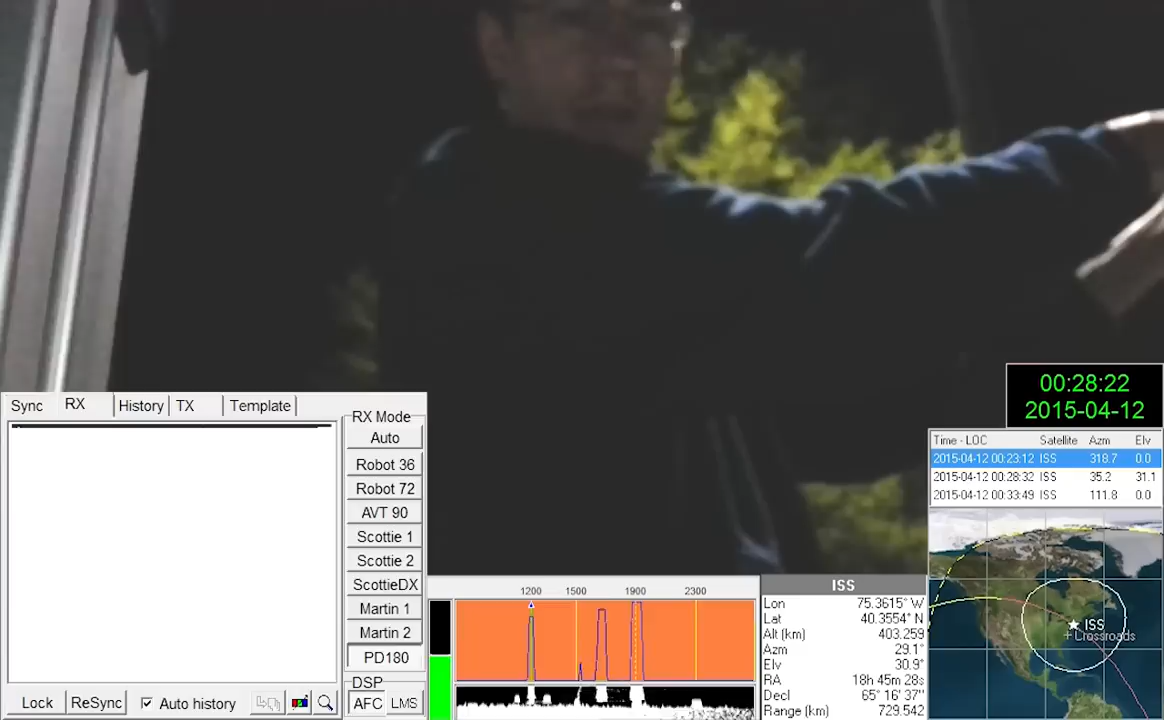 Sync RX History TX Template
RX Mode
Auto
Robot 36
Robot 72
AVT 90
Scottie 1
Scottie 2
ScottieDX
Martin 1
Martin 2
PD180
DSP
AFC LMS
Lock ReSync Auto history
1200 1500 1900 2300
00:28:22
2015-04-12
Time - LOC Satellite Azm Elv
2015-04-12 00:23:12 ISS 318.7 0.0
2015-04-12 00:28:32 ISS 35.2 31.1
2015-04-12 00:33:49 ISS 111.8 0.0
ISS
Lon 75.3615° W
Lat 40.3554° N
Alt (km) 403.259
Azm 29.1°
Elv 30.9°
RA 18h 45m 28s
Decl 65° 16' 37"
Range (km) 729.542
ISS
Crossroads